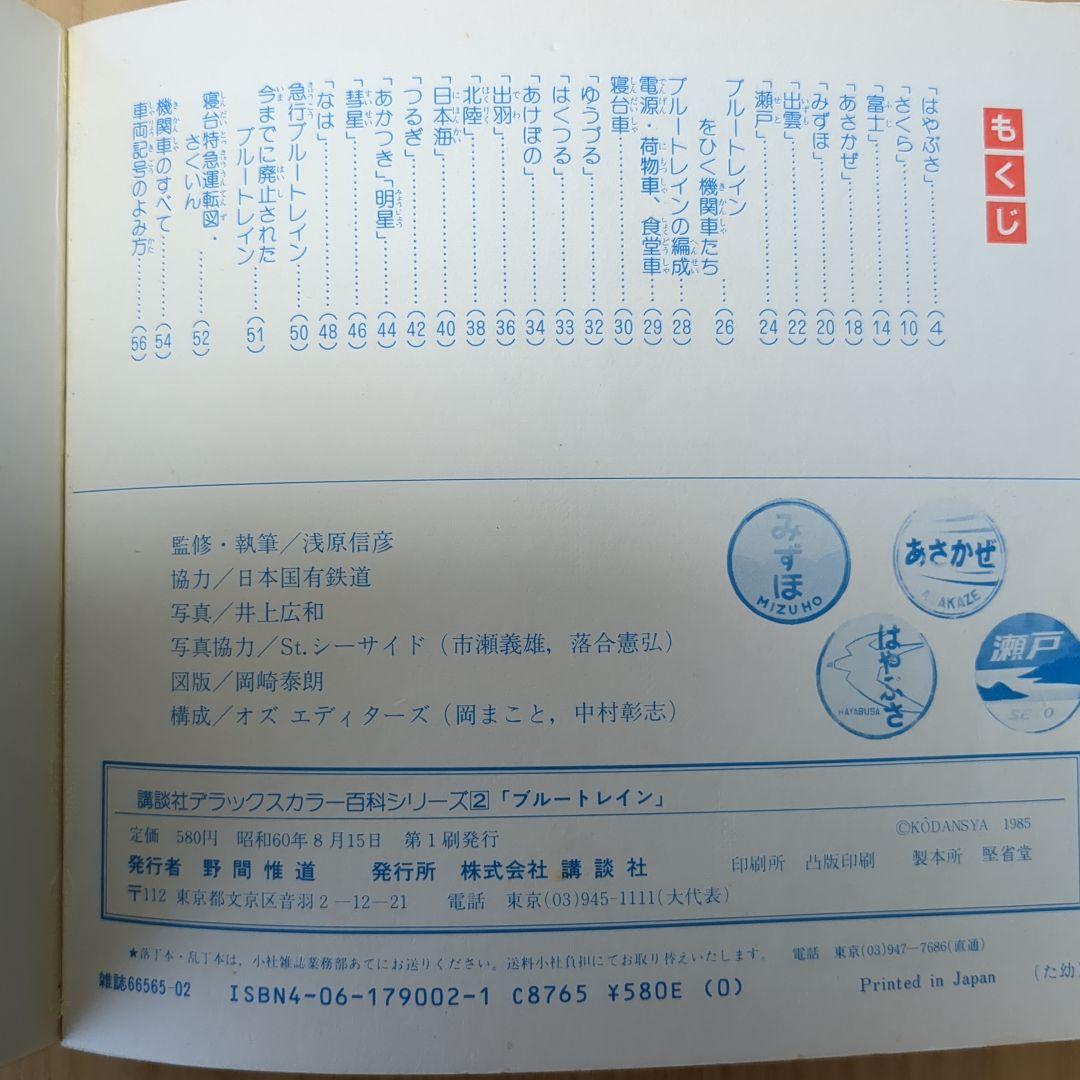 もくじ
「はやぶさ」………(4)
「さくら」………(10)
「富士」………(14)
「あさかぜ」………(18)
「みずほ」………(20)
「出雲」………(22)
「瀬戸」………(24)
ブルートレイン
をひく機関車たち………(26)
ブルートレインの編成………(28)
電源・荷物車、食堂車………(29)
寝台車………(30)
「ゆうづる」………(32)
「はくつる」………(33)
「あけぼの」………(34)
「出羽」………(36)
「北陸」………(38)
「日本海」………(40)
「つるぎ」………(42)
「あかつき」「明星」………(44)
「彗星」………(46)
「なは」………(48)
急行ブルートレイン………(50)
今までに廃止された
ブルートレイン………(51)
寝台特急運転図・
さくいん………(52)
機関車のすべて………(54)
車両記号のよみ方………(56)
監修・執筆／浅原信彦
協力／日本国有鉄道
写真／井上広和
写真協力／St.シーサイド（市瀬義雄，落合憲弘）
図版／岡崎泰朗
構成／オズ エディターズ（岡まこと，中村彰志）
みずほ
MIZUHO
あさかぜ
AKAZE
はやぶさ
HAYABUSA
瀬戸
SETO
講談社デラックスカラー百科シリーズ2「ブルートレイン」
定価 580円 昭和60年8月15日 第1刷発行 ©KŌDANSYA 1985
発行者 野間惟道 発行所 株式会社 講談社 印刷所 凸版印刷 製本所 堅省堂
〒112 東京都文京区音羽2－12－21 電話 東京(03)945-1111(大代表)
★落丁本・乱丁本は，小社雑誌業務部あてにお送りください。送料小社負担にてお取り替えいたします。 電話 東京(03)947－7686(直通)
雑誌66565-02 ISBN4-06-179002-1 C8765 ¥580E (0) Printed in Japan (た幼)